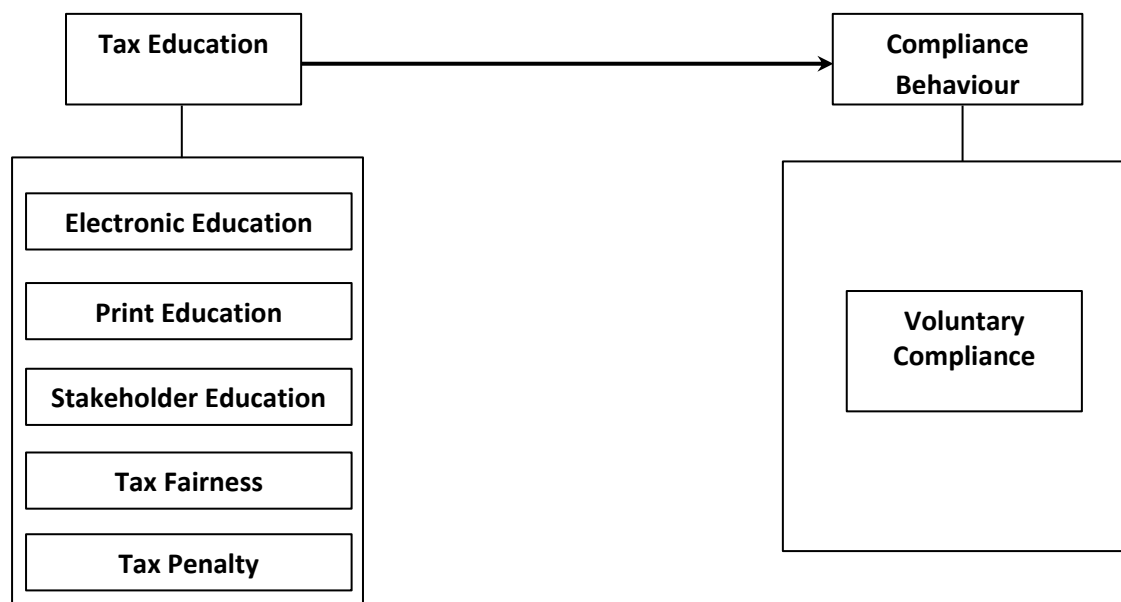 Tax Education
Compliance
Behaviour
Electronic Education
Print Education
Stakeholder Education
Tax Fairness
Tax Penalty
Voluntary
Compliance